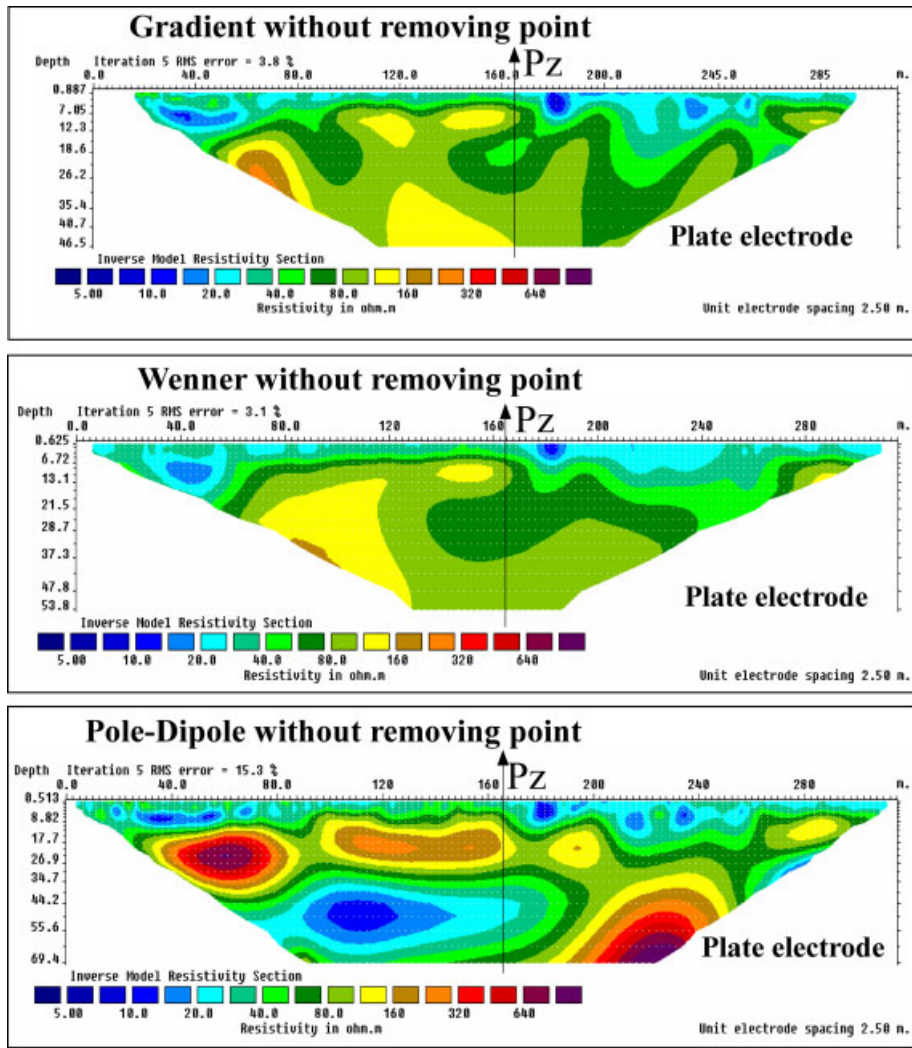 Gradient without removing point
Depth Iteration 5 RMS error = 3.8 % Pz
0.0 40.0 80.0 120.0 160.0 200.0 245.0 285 m.
0.887
7.05
12.3
18.6
26.2
35.4
40.7
46.5
Plate electrode
Inverse Model Resistivity Section
5.00 10.0 20.0 40.0 80.0 160 320 640
Resistivity in ohm.m
Unit electrode spacing 2.50 m.
Wenner without removing point
Depth Iteration 5 RMS error = 3.1 % Pz
0.0 40.0 80.0 120 160 200 240 280 m.
0.625
6.72
13.1
21.5
28.7
37.3
47.8
53.8
Plate electrode
Inverse Model Resistivity Section
5.00 10.0 20.0 40.0 80.0 160 320 640
Resistivity in ohm.m
Unit electrode spacing 2.50 m.
Pole-Dipole without removing point
Depth Iteration 5 RMS error = 15.3 % Pz
0.0 40.0 80.0 120 160 200 245 285 m.
0.513
8.82
17.7
26.9
34.7
44.2
55.6
69.4
Plate electrode
Inverse Model Resistivity Section
5.00 10.0 20.0 40.0 80.0 160 320 640
Resistivity in ohm.m
Unit electrode spacing 2.50 m.